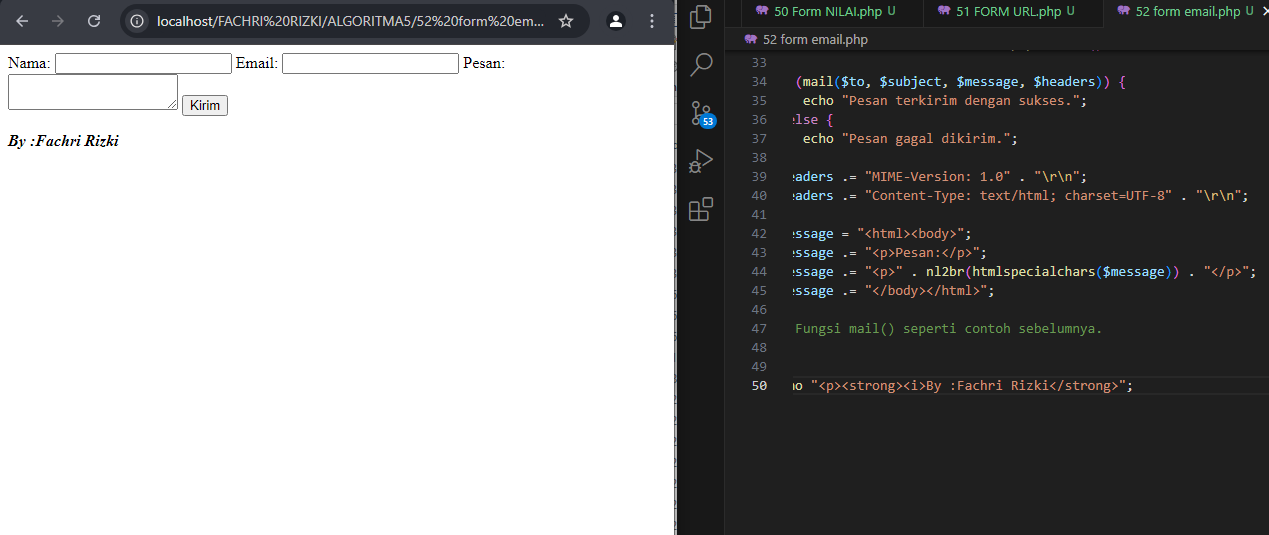 localhost/FACHRI%20RIZKI/ALGORITMA5/52%20form%20em...
Nama: Email: Pesan:
Kirim
By :Fachri Rizki
50 Form NILAI.php U
51 FORM URL.php U
52 form email.php U
52 form email.php
53
33
34 (mail($to, $subject, $message, $headers)) {
35 echo "Pesan terkirim dengan sukses.";
36 else {
37 echo "Pesan gagal dikirim.";
38
39 eaders .= "MIME-Version: 1.0" . "\r\n";
40 eaders .= "Content-Type: text/html; charset=UTF-8" . "\r\n";
41
42 essage = "<html><body>";
43 essage .= "<p>Pesan:</p>";
44 essage .= "<p>" . nl2br(htmlspecialchars($message)) . "</p>";
45 essage .= "</body></html>";
46
47 Fungsi mail() seperti contoh sebelumnya.
48
49
50 ho "<p><strong><i>By :Fachri Rizki</strong>";